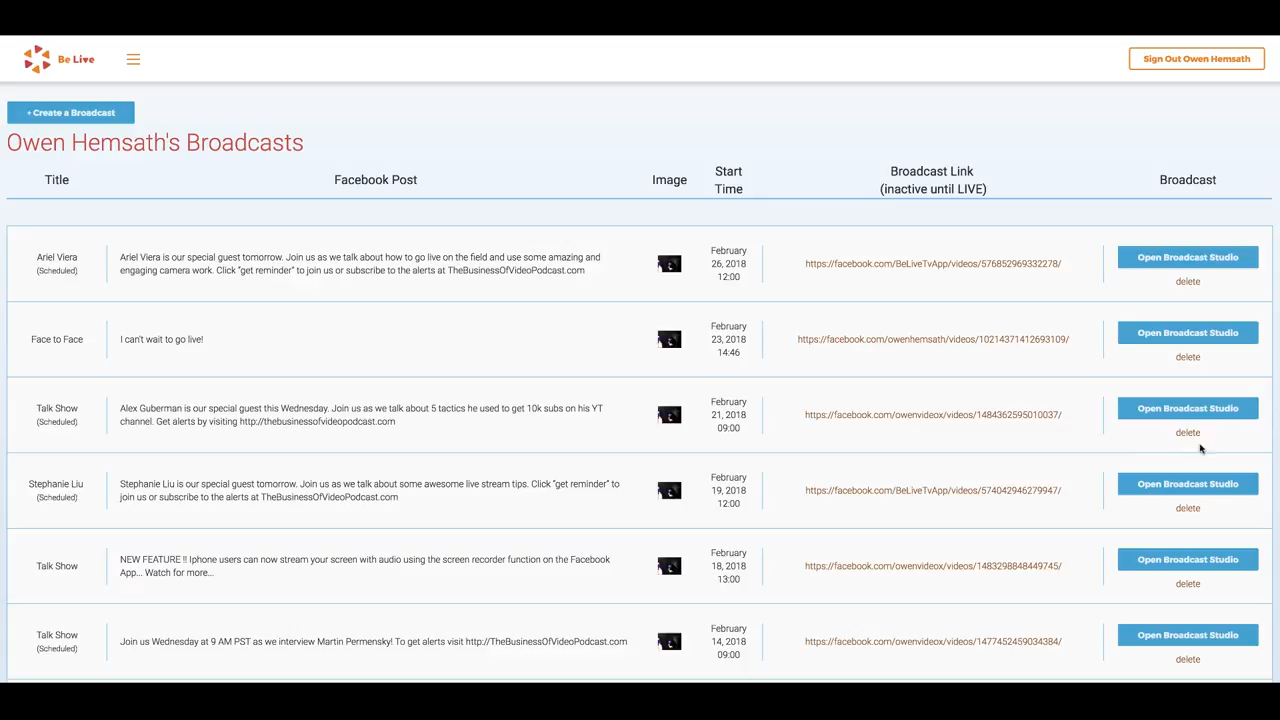 Be Live
Sign Out Owen Hemsath
+ Create a Broadcast
Owen Hemsath's Broadcasts
Title
Facebook Post
Image
Start
Time
Broadcast Link
(inactive until LIVE)
Broadcast
Ariel Viera
(Scheduled)
Ariel Viera is our special guest tomorrow. Join us as we talk about how to go live on the field and use some amazing and
engaging camera work. Click "get reminder" to join us or subscribe to the alerts at TheBusinessOfVideoPodcast.com
February
26, 2018
12:00
https://facebook.com/BeLiveTvApp/videos/576852969332278/
Open Broadcast Studio
delete
Face to Face
I can't wait to go live!
February
23, 2018
14:46
https://facebook.com/owenhemsath/videos/10214371412693109/
Open Broadcast Studio
delete
Talk Show
(Scheduled)
Alex Guberman is our special guest this Wednesday. Join us as we talk about 5 tactics he used to get 10k subs on his YT
channel. Get alerts by visiting http://thebusinessofvideopodcast.com
February
21, 2018
09:00
https://facebook.com/owenvideox/videos/1484362595010037/
Open Broadcast Studio
delete
Stephanie Liu
(Scheduled)
Stephanie Liu is our special guest tomorrow. Join us as we talk about some awesome live stream tips. Click "get reminder" to
join us or subscribe to the alerts at TheBusinessOfVideoPodcast.com
February
19, 2018
12:00
https://facebook.com/BeLiveTvApp/videos/574042946279947/
Open Broadcast Studio
delete
Talk Show
NEW FEATURE !! Iphone users can now stream your screen with audio using the screen recorder function on the Facebook
App... Watch for more...
February
18, 2018
13:00
https://facebook.com/owenvideox/videos/1483298848449745/
Open Broadcast Studio
delete
Talk Show
(Scheduled)
Join us Wednesday at 9 AM PST as we interview Martin Permensky! To get alerts visit http://TheBusinessOfVideoPodcast.com
February
14, 2018
09:00
https://facebook.com/owenvideox/videos/1477452459034384/
Open Broadcast Studio
delete